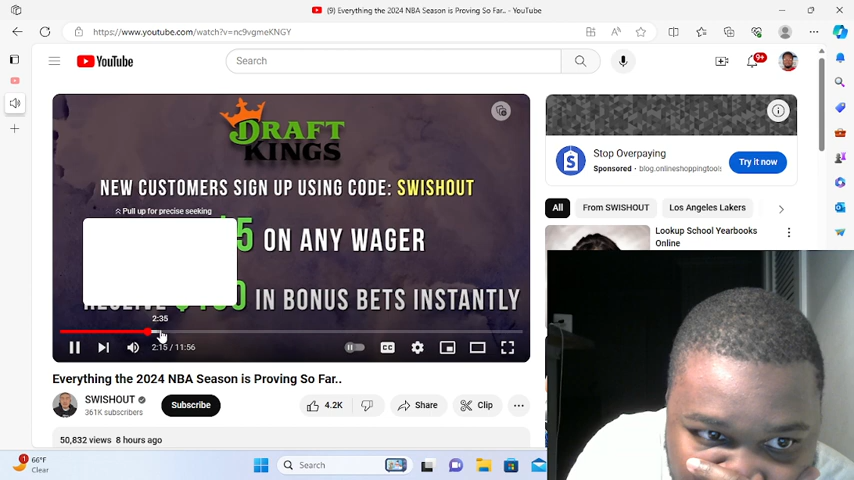 (9) Everything the 2024 NBA Season is Proving So Far.. - YouTube
https://www.youtube.com/watch?v=nc9vgmeKNGY
YouTube
Search
9+
DRAFT
KINGS
NEW CUSTOMERS SIGN UP USING CODE: SWISHOUT
Pull up for precise seeking
5 ON ANY WAGER
IN BONUS BETS INSTANTLY
2:35
2:15 / 11:56
CC
Everything the 2024 NBA Season is Proving So Far..
SWISHOUT
361K subscribers
Subscribe
4.2K
Share
Clip
50,832 views 8 hours ago
Stop Overpaying
Sponsored · blog.onlineshoppingtools
Try it now
All
From SWISHOUT
Los Angeles Lakers
Lookup School Yearbooks
Online
1
66°F
Clear
Search